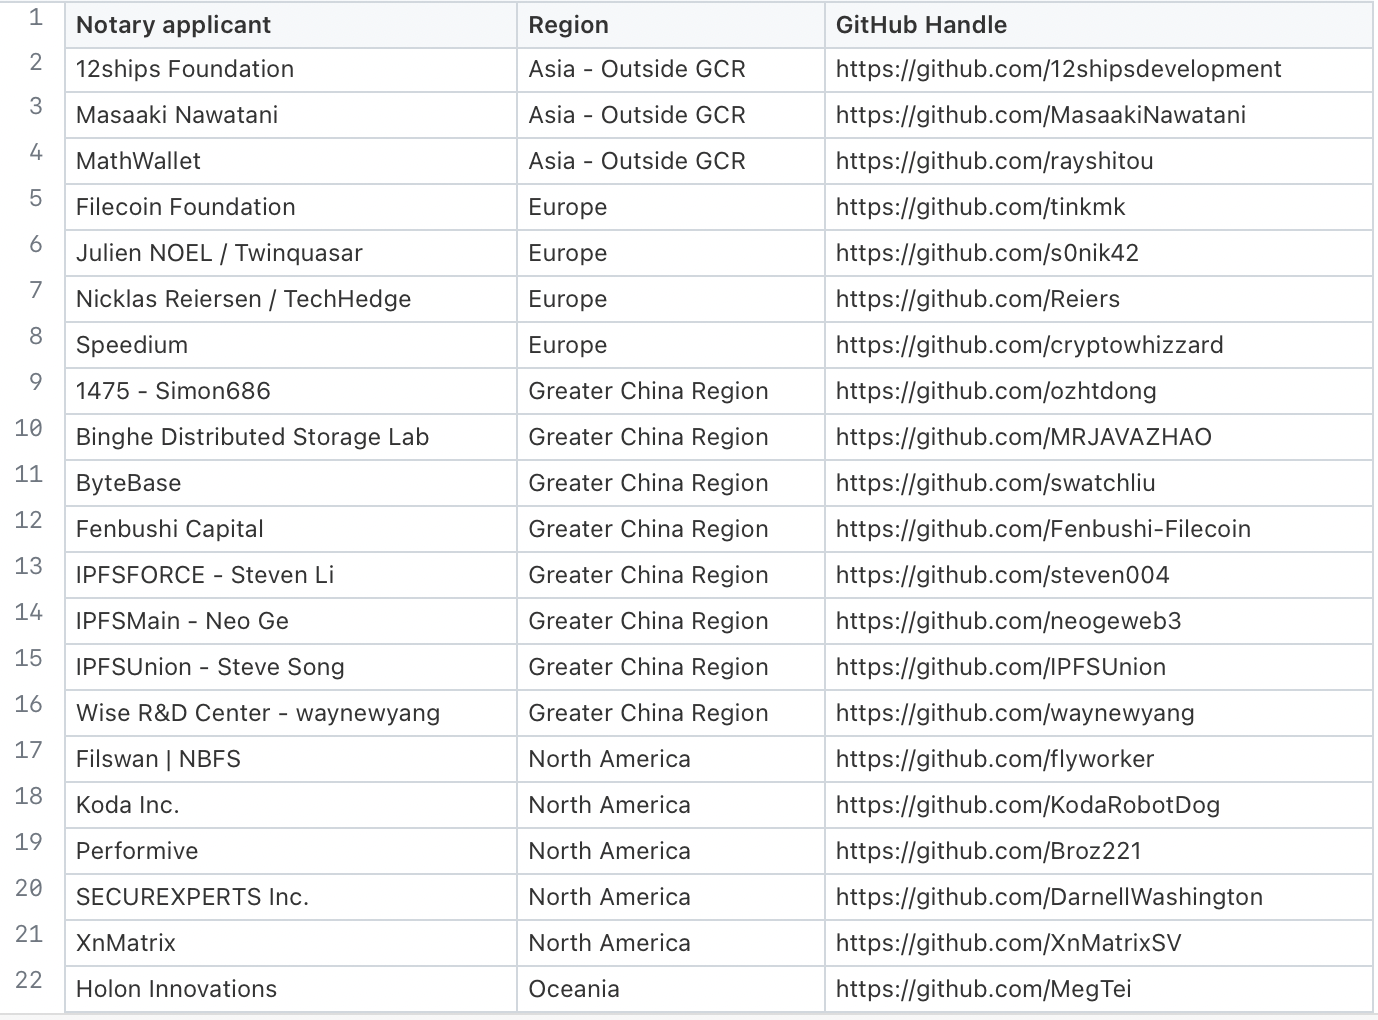 1 Notary applicant Region GitHub Handle
2 12ships Foundation Asia - Outside GCR https://github.com/12shipsdevelopment
3 Masaaki Nawatani Asia - Outside GCR https://github.com/MasaakiNawatani
4 MathWallet Asia - Outside GCR https://github.com/rayshitou
5 Filecoin Foundation Europe https://github.com/tinkmk
6 Julien NOEL / Twinquasar Europe https://github.com/s0nik42
7 Nicklas Reiersen / TechHedge Europe https://github.com/Reiers
8 Speedium Europe https://github.com/cryptowhizzard
9 1475 - Simon686 Greater China Region https://github.com/ozhtdong
10 Binghe Distributed Storage Lab Greater China Region https://github.com/MRJAVAZHAO
11 ByteBase Greater China Region https://github.com/swatchliu
12 Fenbushi Capital Greater China Region https://github.com/Fenbushi-Filecoin
13 IPFSFORCE - Steven Li Greater China Region https://github.com/steven004
14 IPFSMain - Neo Ge Greater China Region https://github.com/neogeweb3
15 IPFSUnion - Steve Song Greater China Region https://github.com/IPFSUnion
16 Wise R&D Center - waynewyang Greater China Region https://github.com/waynewyang
17 Filswan | NBFS North America https://github.com/flyworker
18 Koda Inc. North America https://github.com/KodaRobotDog
19 Performive North America https://github.com/Broz221
20 SECUREXPERTS Inc. North America https://github.com/DarnellWashington
21 XnMatrix North America https://github.com/XnMatrixSV
22 Holon Innovations Oceania https://github.com/MegTei